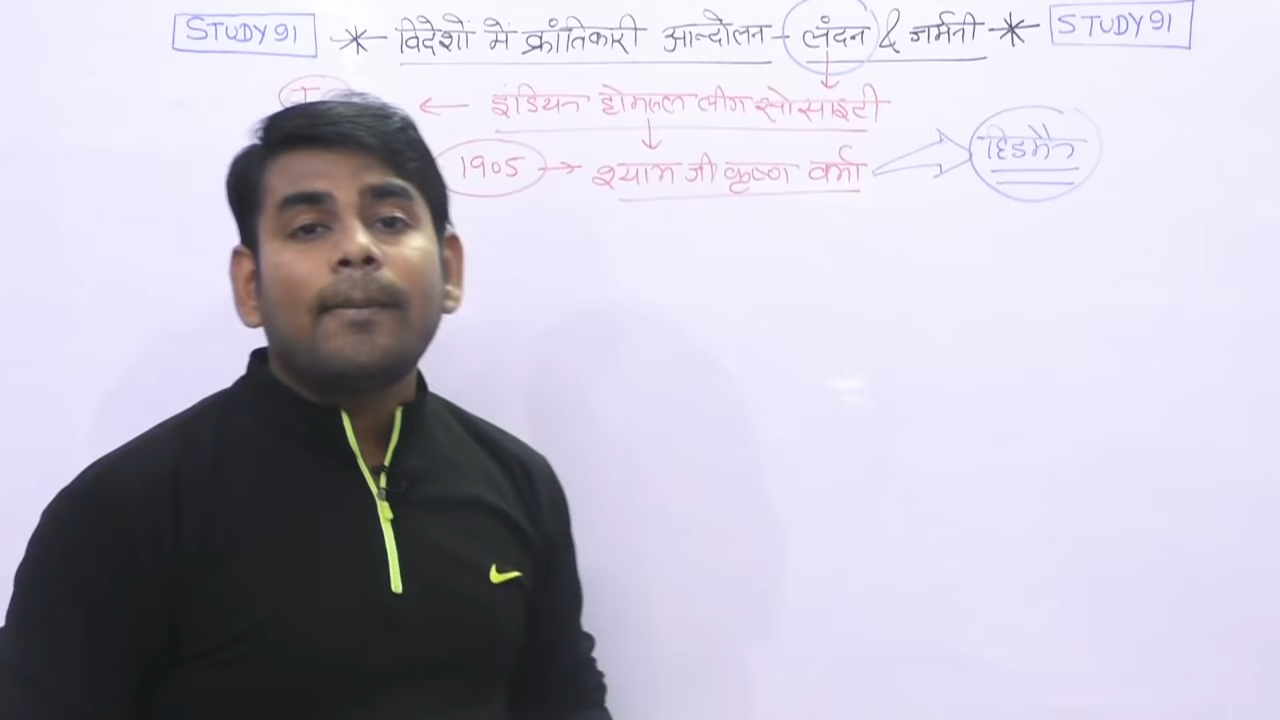 STUDY91 विदेशों में क्रांतिकारी आन्दोलन - लंदन & जर्मनी STUDY91
इंडियन होमरूल लीग सोसाइटी
1905 → श्याम जी कृष्ण वर्मा हिडमैन